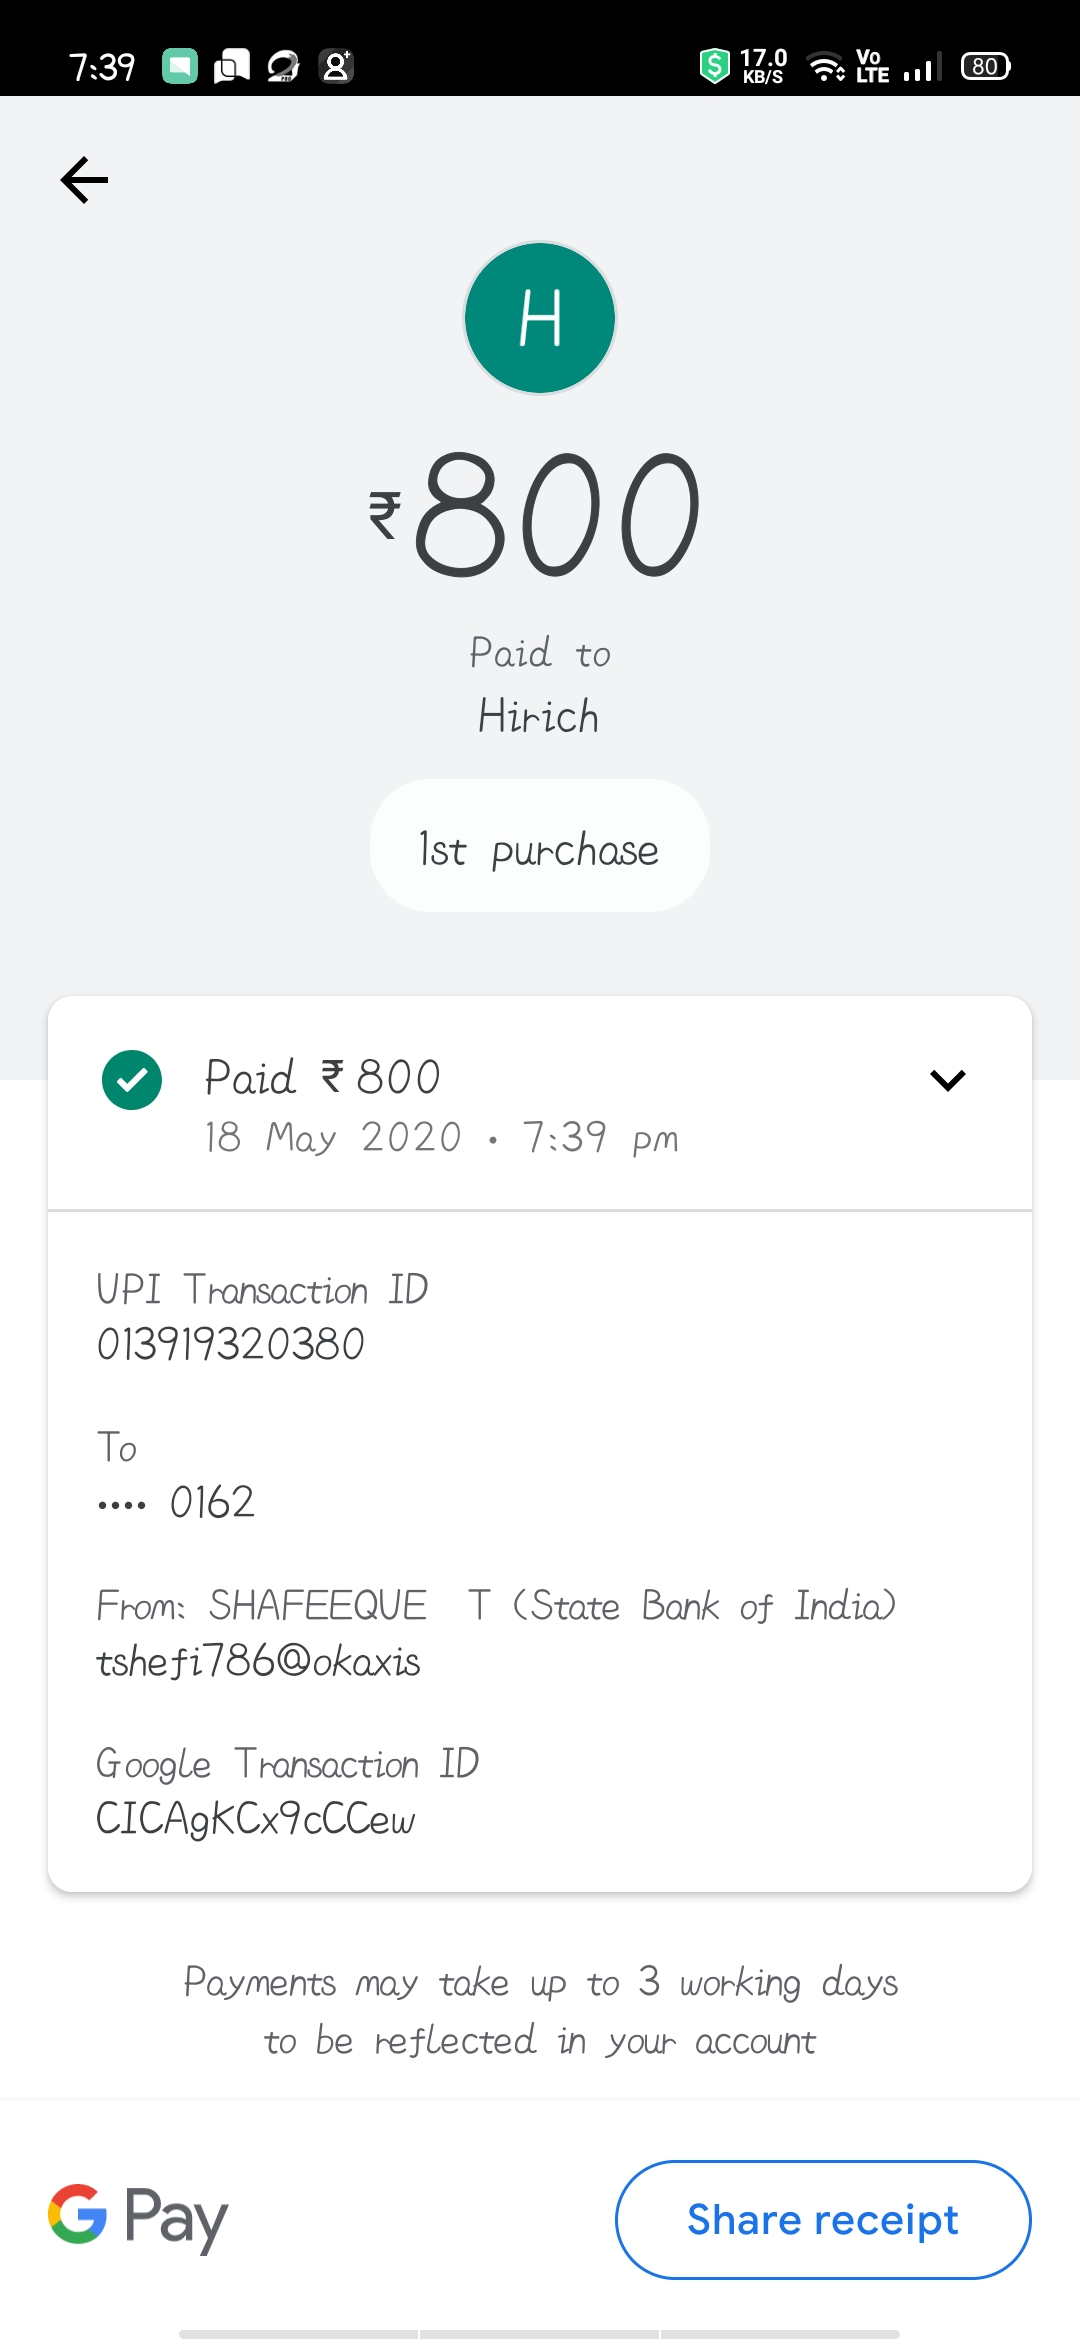 7:39
17.0
KB/S
Vo
LTE
80
H
₹800
Paid to
Hirich
1st purchase
Paid ₹800
18 May 2020 • 7:39 pm
UPI Transaction ID
013919320380
To
•••• 0162
From: SHAFEEQUE T (State Bank of India)
tshefi786@okaxis
Google Transaction ID
CICAgKCx9cCCew
Payments may take up to 3 working days
to be reflected in your account
G Pay
Share receipt